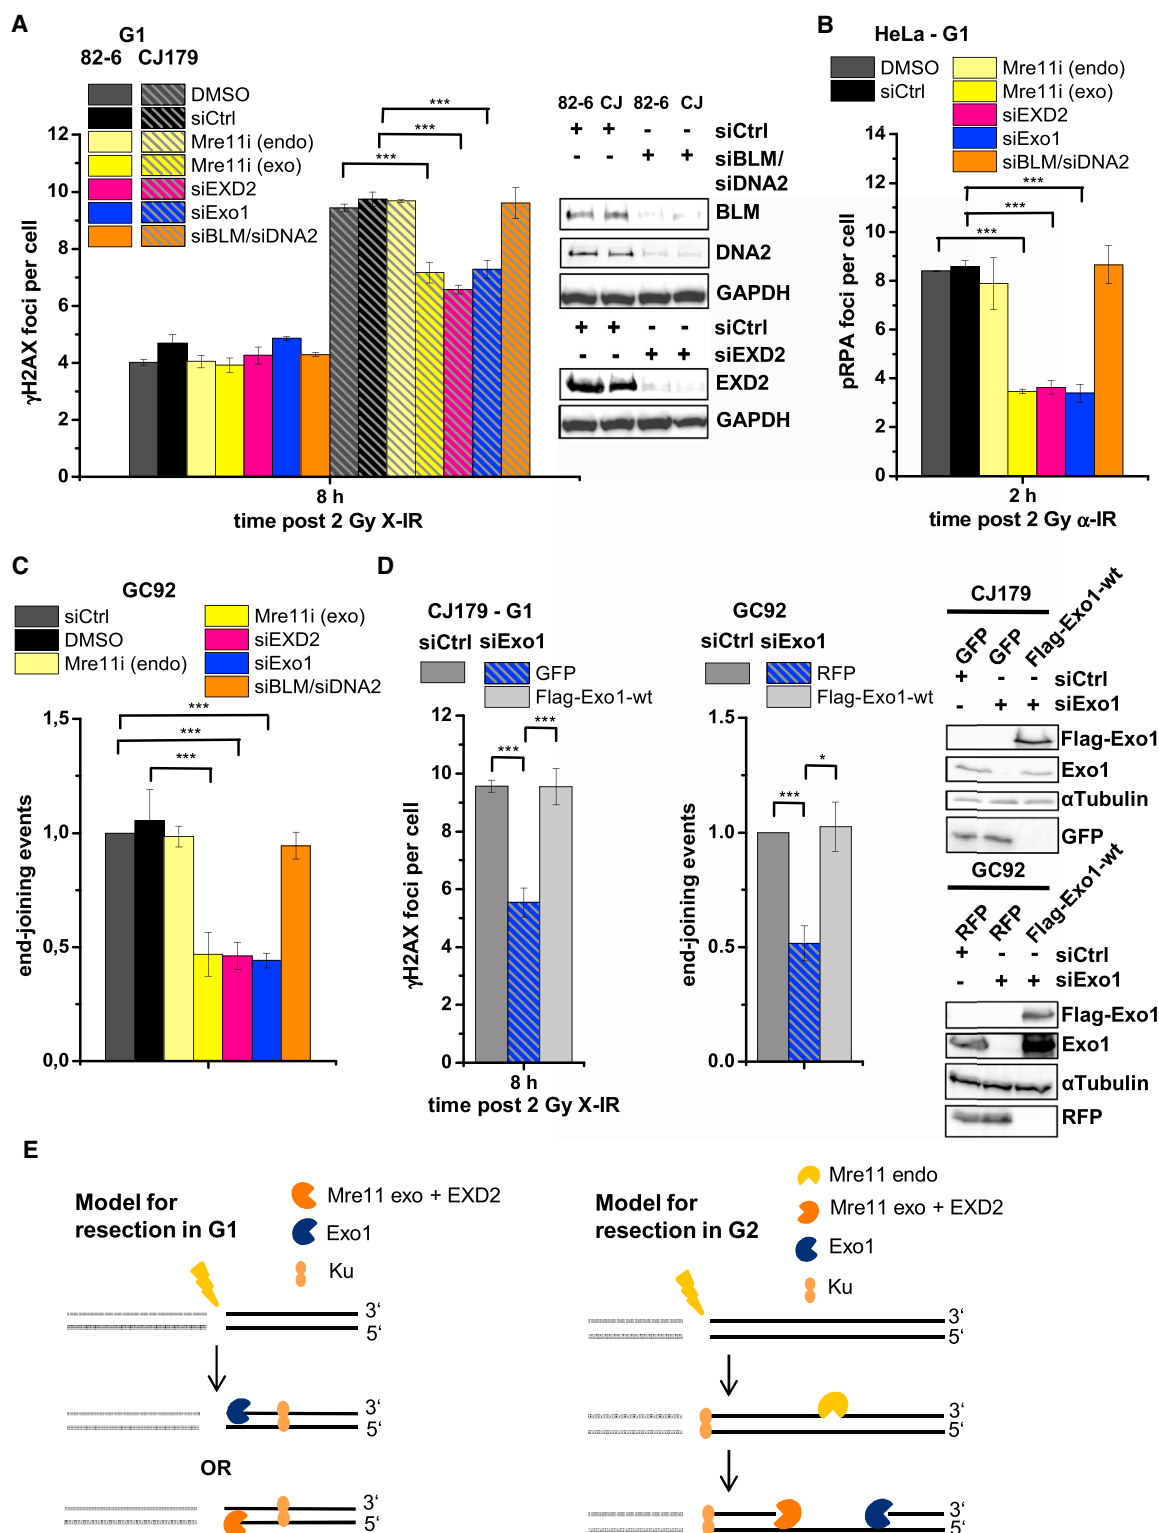 A
G1
82-6 CJ179
DMSO
siCtrl
Mre11i (endo)
Mre11i (exo)
siEXD2
siExo1
siBLM/siDNA2
γH2AX foci per cell
12
10
8
6
4
2
0
***
***
***
8 h
time post 2 Gy X-IR
82-6 CJ 82-6 CJ
+ + - - siCtrl
- - + + siBLM/
siDNA2
BLM
DNA2
GAPDH
+ + - - siCtrl
- - + + siEXD2
EXD2
GAPDH
B
HeLa - G1
DMSO
siCtrl
Mre11i (endo)
Mre11i (exo)
siEXD2
siExo1
siBLM/siDNA2
pRPA foci per cell
14
12
10
8
6
4
2
0
***
***
***
2 h
time post 2 Gy α-IR
C
GC92
siCtrl
DMSO
Mre11i (endo)
Mre11i (exo)
siEXD2
siExo1
siBLM/siDNA2
end-joining events
1,5
1,0
0,5
0,0
***
***
***
D
CJ179 - G1
siCtrl siExo1
GFP
Flag-Exo1-wt
γH2AX foci per cell
12
10
8
6
4
2
0
***
***
8 h
time post 2 Gy X-IR
GC92
siCtrl siExo1
RFP
Flag-Exo1-wt
end-joining events
1.5
1.0
0.5
0.0
***
*
CJ179
GFP GFP Flag-Exo1-wt
+ - - siCtrl
- + + siExo1
Flag-Exo1
Exo1
αTubulin
GFP
GC92
RFP RFP Flag-Exo1-wt
+ - - siCtrl
- + + siExo1
Flag-Exo1
Exo1
αTubulin
RFP
E
Model for
resection in G1
Mre11 exo + EXD2
Exo1
Ku
3‘
5‘
3‘
5‘
OR
3‘
5‘
Model for
resection in G2
Mre11 endo
Mre11 exo + EXD2
Exo1
Ku
3‘
5‘
3‘
5‘
3‘
5‘